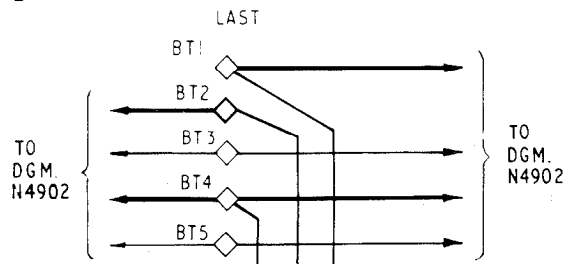 LAST
BT1
BT2
BT3
BT4
BT5
TO
DGM.
N4902
TO
DGM.
N4902